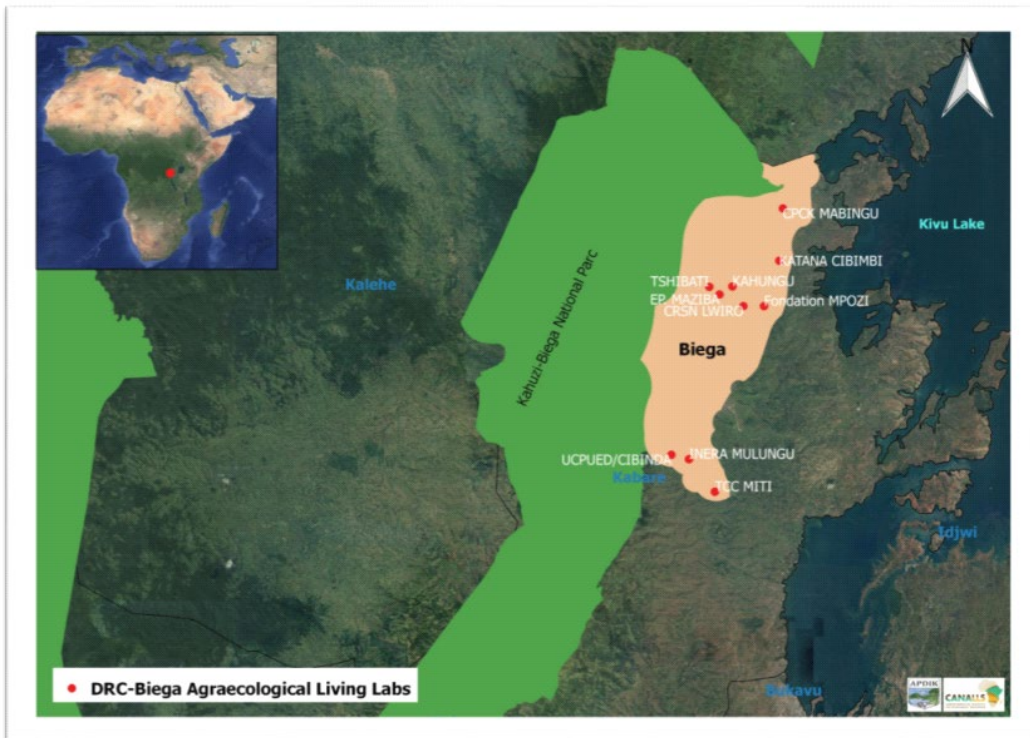 N
CPCK MABINGU
Kivu Lake
KATANA CIBIMBI
Kalehe
TSHIBATI
KAHUNGU
EP MAZIBA
Fondation MPOZI
CRSN LWIRO
Kahuzi-Biega National Parc
Biega
UCPUED/CIBINDA
INERA MULUNGU
Kabare
TCC MITI
Idjwi
DRC-Biega Agraecological Living Labs
Bukavu
APDIK
CANALLS